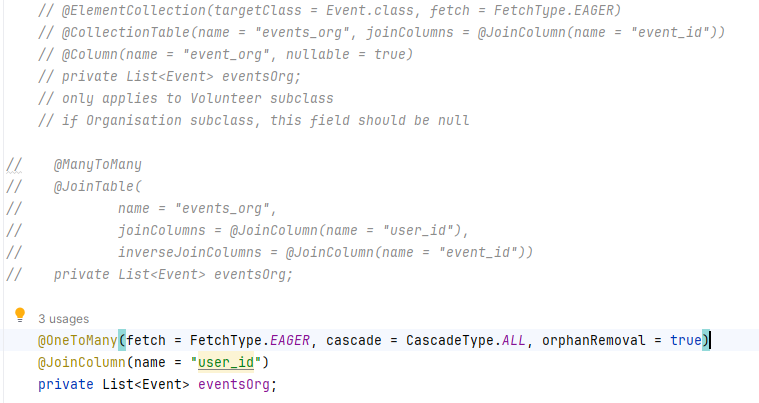 // @ElementCollection(targetClass = Event.class, fetch = FetchType.EAGER)
// @CollectionTable(name = "events_org", joinColumns = @JoinColumn(name = "event_id"))
// @Column(name = "event_org", nullable = true)
// private List<Event> eventsOrg;
// only applies to Volunteer subclass
// if Organisation subclass, this field should be null
//    @ManyToMany
//    @JoinTable(
//            name = "events_org",
//            joinColumns = @JoinColumn(name = "user_id"),
//            inverseJoinColumns = @JoinColumn(name = "event_id"))
//    private List<Event> eventsOrg;
3 usages
@OneToMany(fetch = FetchType.EAGER, cascade = CascadeType.ALL, orphanRemoval = true)
@JoinColumn(name = "user_id")
private List<Event> eventsOrg;